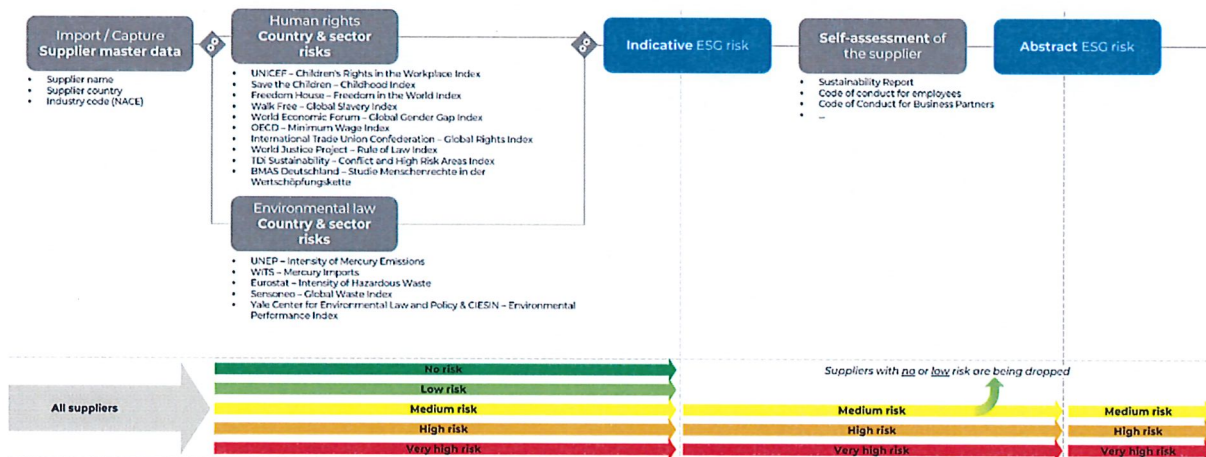 Import / Capture
Supplier master data
• Supplier name
• Supplier country
• Industry code (NACE)
Human rights
Country & sector
risks
• UNICEF – Children's Rights in the Workplace Index
• Save the Children – Childhood Index
• Freedom House – Freedom in the World Index
• Walk Free – Global Slavery Index
• World Economic Forum – Global Gender Gap Index
• OECD – Minimum Wage Index
• International Trade Union Confederation – Global Rights Index
• World Justice Project – Rule of Law Index
• TDi Sustainability – Conflict and High Risk Areas Index
• BMAS Deutschland – Studie Menschenrechte in der
Wertschöpfungskette
Environmental law
Country & sector
risks
• UNEP – Intensity of Mercury Emissions
• WITS – Mercury Imports
• Eurostat – Intensity of Hazardous Waste
• Sensoneo – Global Waste Index
• Yale Center for Environmental Law and Policy & CIESIN – Environmental
Performance Index
Indicative ESG risk
Self-assessment of
the supplier
• Sustainability Report
• Code of conduct for employees
• Code of Conduct for Business Partners
• ...
Abstract ESG risk
All suppliers
No risk
Low risk
Medium risk
High risk
Very high risk
Suppliers with no or low risk are being dropped
Medium risk
High risk
Very high risk
Medium risk
High risk
Very high risk